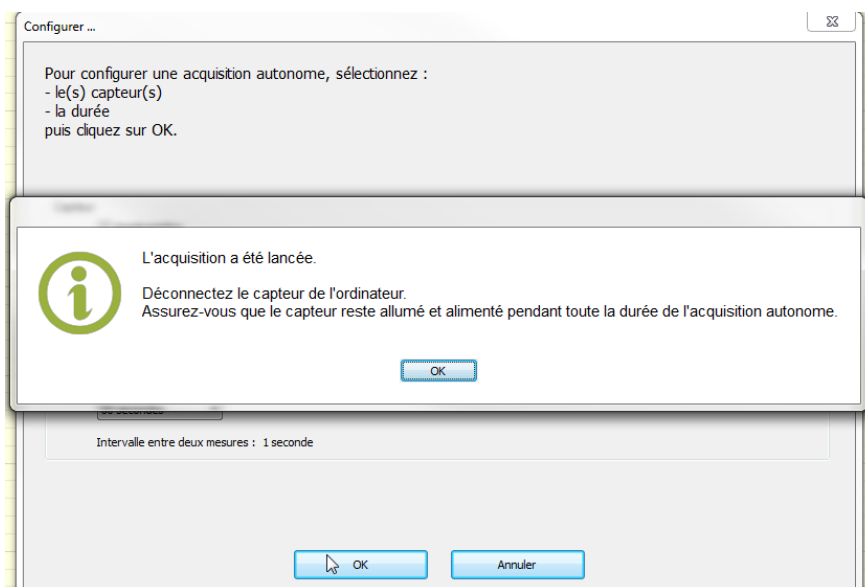 Configurer ...
Pour configurer une acquisition autonome, sélectionnez :
- le(s) capteur(s)
- la durée
puis cliquez sur OK.
L'acquisition a été lancée.
Déconnectez le capteur de l'ordinateur.
Assurez-vous que le capteur reste allumé et alimenté pendant toute la durée de l'acquisition autonome.
OK
Intervalle entre deux mesures : 1 seconde
OK
Annuler